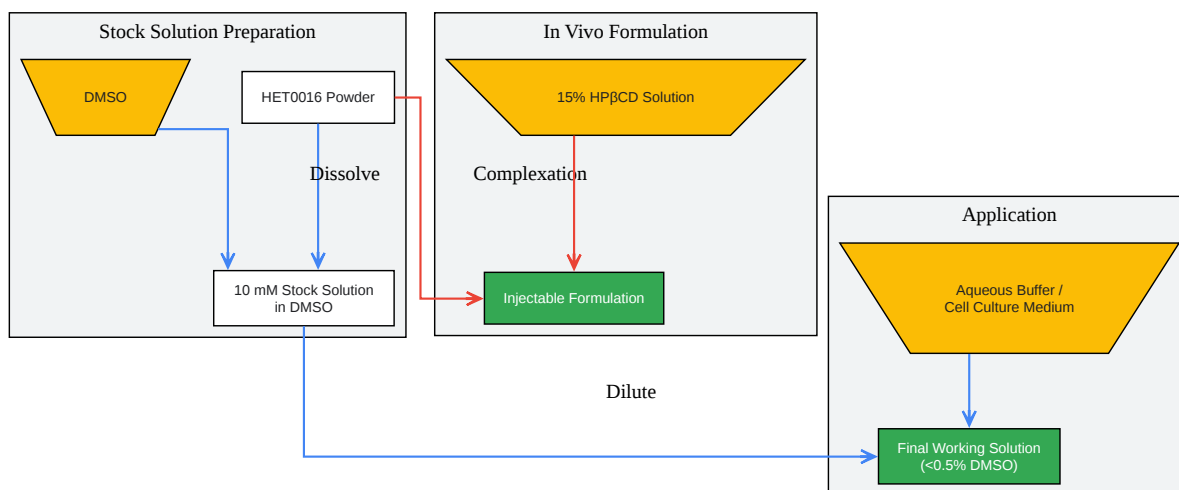 Stock Solution Preparation
DMSO
HET0016 Powder
Dissolve
10 mM Stock Solution
in DMSO
In Vivo Formulation
15% HPβCD Solution
Complexation
Injectable Formulation
Application
Aqueous Buffer /
Cell Culture Medium
Dilute
Final Working Solution
(<0.5% DMSO)